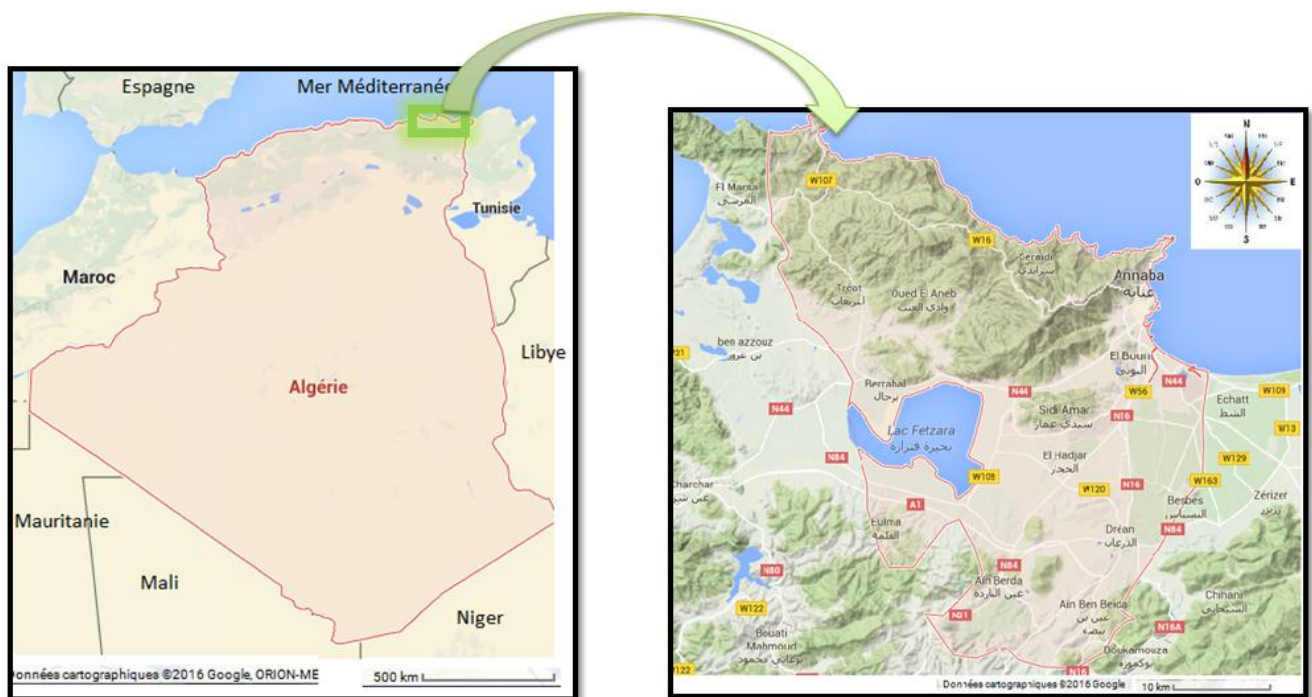 Espagne
Mer Méditerranée
Tunisie
Maroc
Libye
Algérie
Mauritanie
Mali
Niger
Données cartographiques ©2016 Google, ORION-ME
500 km
N
O
E
S
W107
El Marsa
المرسى
W16
Seraidi
سرايدي
Annaba
عنابة
Treat
التريعات
Oued El Aneb
وادي العنب
ben azzouz
بن عزوز
El Bouni
البوني
Berrahal
برحال
N44
N44
W56
W109
Sidi Amar
سيدي عمار
N16
Echatt
الشط
N44
W13
Lac Fetzara
بحيرة فتزارة
El Hadjar
الحجار
N84
W129
W108
W120
N16
W163
Besbes
البسباس
Zérizer
زريزر
A1
Eulma
العلمة
Dréan
الذرعان
N84
N80
N84
Ain Berda
عين الباردة
W122
N21
Ain Ben Beida
عين بن
بيضاء
Chihani
الشيحاني
N16A
Bouati
Mahmoud
بوعاتي محمود
N16
Données cartographiques ©2016 Google
10 km